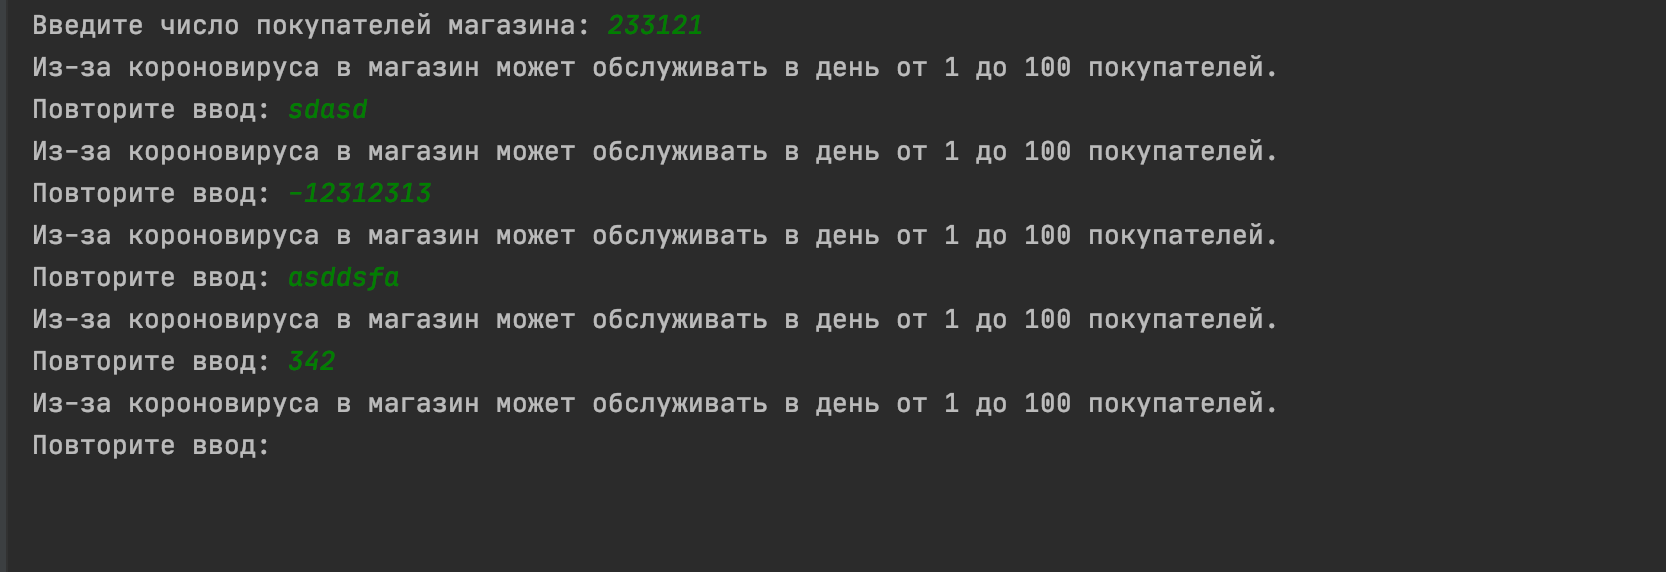 Введите число покупателей магазина: 233121
Из-за короновируса в магазин может обслуживать в день от 1 до 100 покупателей.
Повторите ввод: sdasd
Из-за короновируса в магазин может обслуживать в день от 1 до 100 покупателей.
Повторите ввод: -12312313
Из-за короновируса в магазин может обслуживать в день от 1 до 100 покупателей.
Повторите ввод: asddsfa
Из-за короновируса в магазин может обслуживать в день от 1 до 100 покупателей.
Повторите ввод: 342
Из-за короновируса в магазин может обслуживать в день от 1 до 100 покупателей.
Повторите ввод: